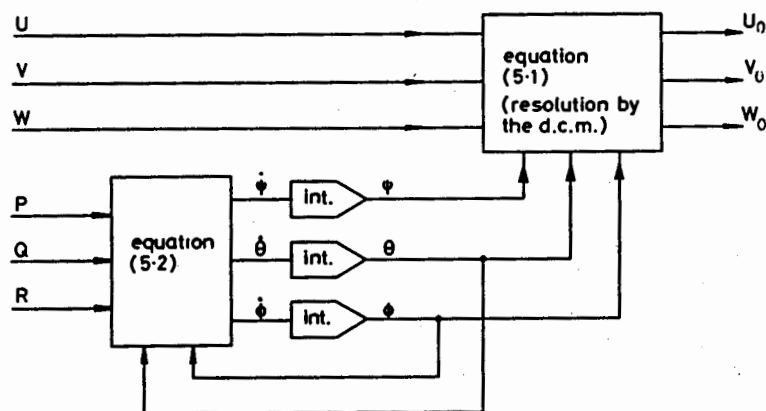 U
V
W
equation
(5·1)
(resolution by
the d.c.m.)
U₀
V₀
W₀
P
Q
R
equation
(5·2)
ψ̇
int.
ψ
θ̇
int.
θ
ϕ̇
int.
ϕ